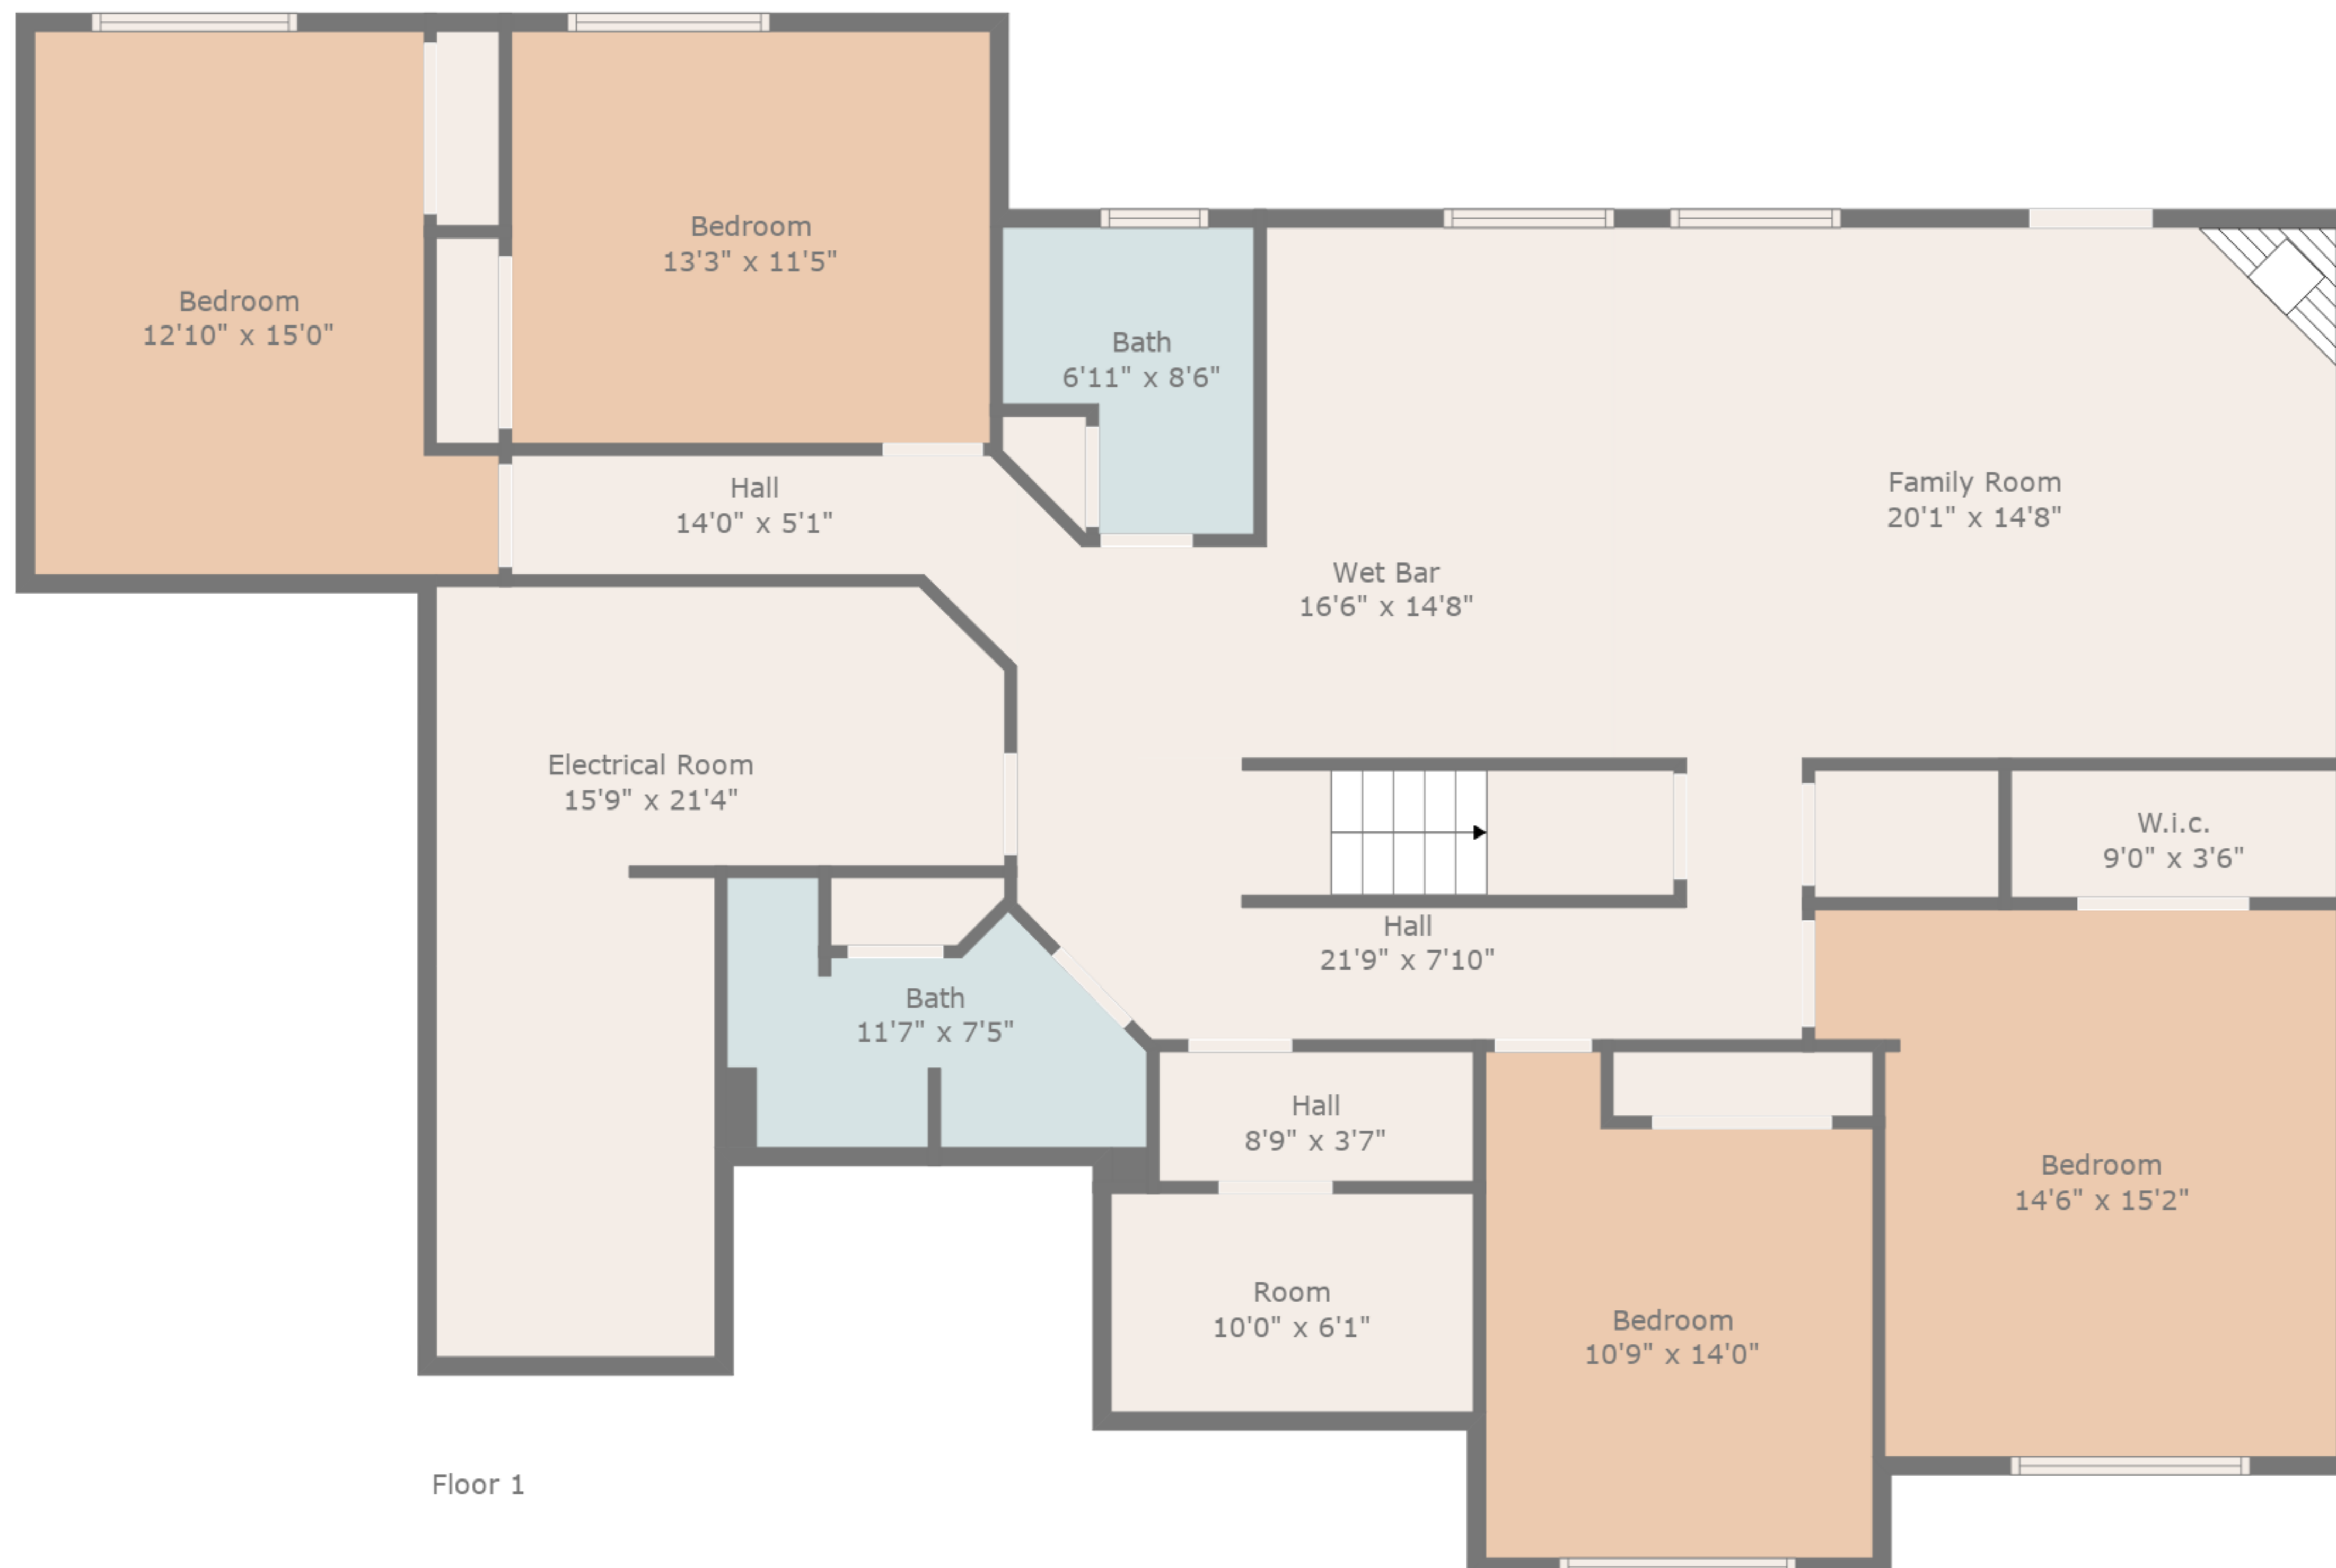 Bedroom
13'3" x 11'5"
Bedroom
12'10" x 15'0"
Bath
6'11" x 8'6"
Hall
14'0" x 5'1"
Family Room
20'1" x 14'8"
Wet Bar
16'6" x 14'8"
Electrical Room
15'9" x 21'4"
W.i.c.
9'0" x 3'6"
Hall
21'9" x 7'10"
Bath
11'7" x 7'5"
Hall
8'9" x 3'7"
Bedroom
14'6" x 15'2"
Room
10'0" x 6'1"
Bedroom
10'9" x 14'0"
Floor 1